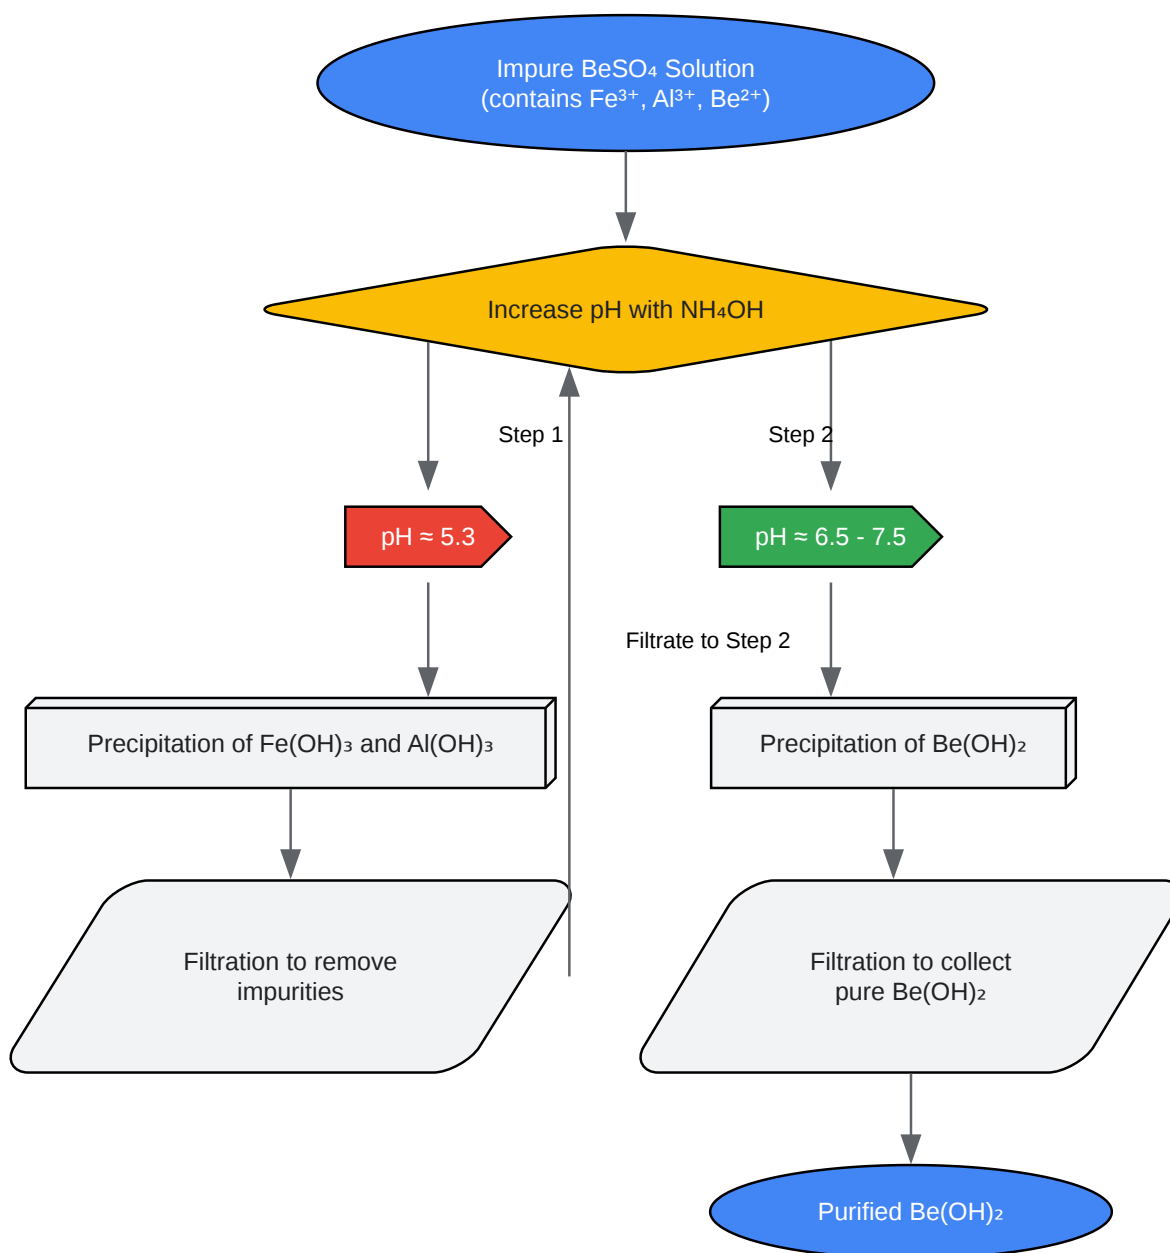 Impure BeSO₄ Solution
(contains Fe³⁺, Al³⁺, Be²⁺)
Increase pH with NH₄OH
Step 1
Step 2
pH ≈ 5.3
pH ≈ 6.5 - 7.5
Filtrate to Step 2
Precipitation of Fe(OH)₃ and Al(OH)₃
Precipitation of Be(OH)₂
Filtration to remove
impurities
Filtration to collect
pure Be(OH)₂
Purified Be(OH)₂